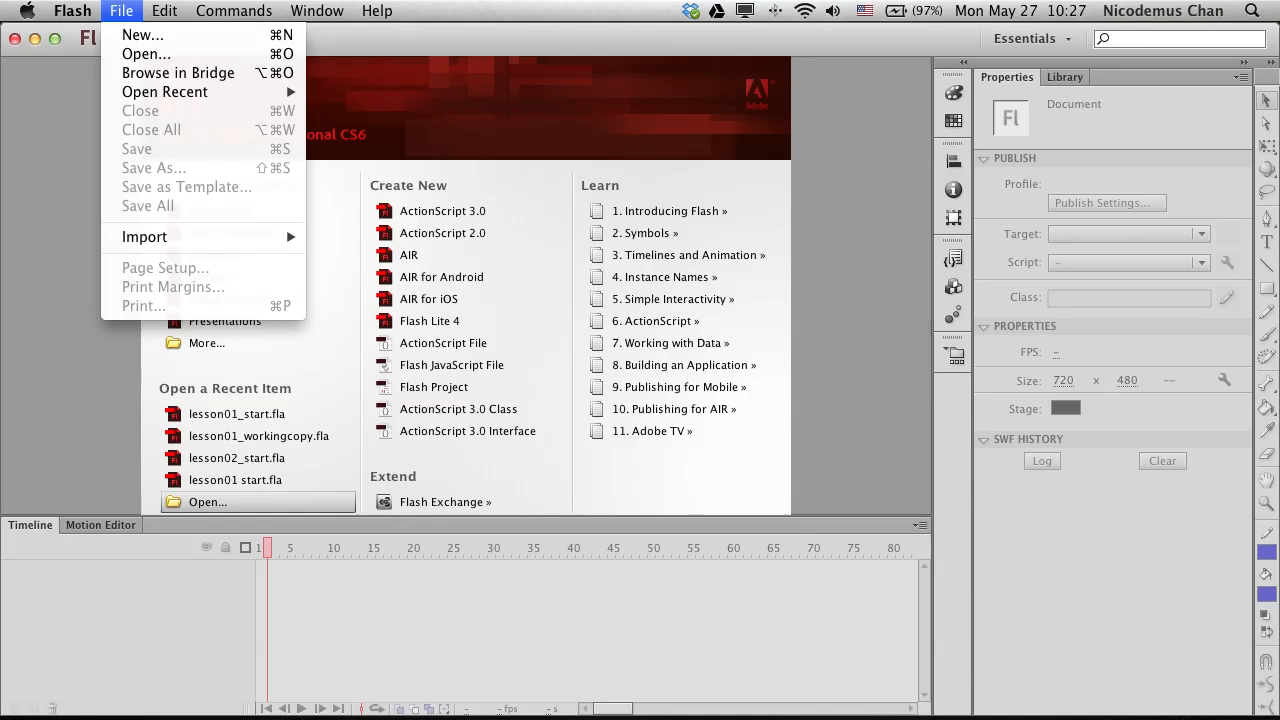 Flash File Edit Commands Window Help (97%) Mon May 27 10:27 Nicodemus Chan
Fl Essentials
New... ⌘N
Open... ⌘O
Browse in Bridge ⌥⌘O
Open Recent
Close ⌘W
Close All ⌥⌘W
Save ⌘S
Save As... ⇧⌘S
Save as Template...
Save All
Import
Page Setup...
Print Margins...
Print... ⌘P
onal CS6
Adobe
Presentations
More...
Open a Recent Item
lesson01_start.fla
lesson01_workingcopy.fla
lesson02_start.fla
lesson01 start.fla
Open...
Create New
ActionScript 3.0
ActionScript 2.0
AIR
AIR for Android
AIR for iOS
Flash Lite 4
ActionScript File
Flash JavaScript File
Flash Project
ActionScript 3.0 Class
ActionScript 3.0 Interface
Extend
Flash Exchange »
Learn
1. Introducing Flash »
2. Symbols »
3. Timelines and Animation »
4. Instance Names »
5. Simple Interactivity »
6. ActionScript »
7. Working with Data »
8. Building an Application »
9. Publishing for Mobile »
10. Publishing for AIR »
11. Adobe TV »
Properties Library
Fl Document
PUBLISH
Profile:
Publish Settings...
Target:
Script: –
Class:
PROPERTIES
FPS: –
Size: 720 x 480 --
Stage:
SWF HISTORY
Log Clear
Timeline Motion Editor
1 5 10 15 20 25 30 35 40 45 50 55 60 65 70 75 80
– –fps – s